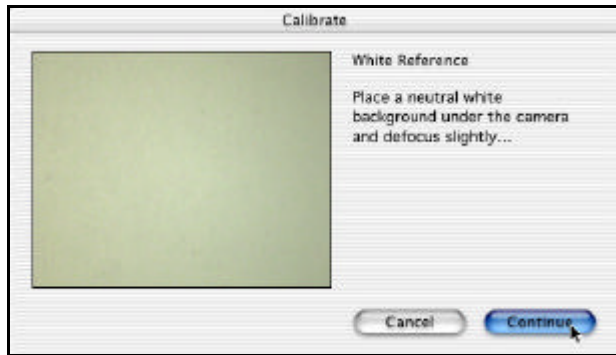 Calibrate
White Reference
Place a neutral white
background under the camera
and defocus slightly...
Cancel
Continue